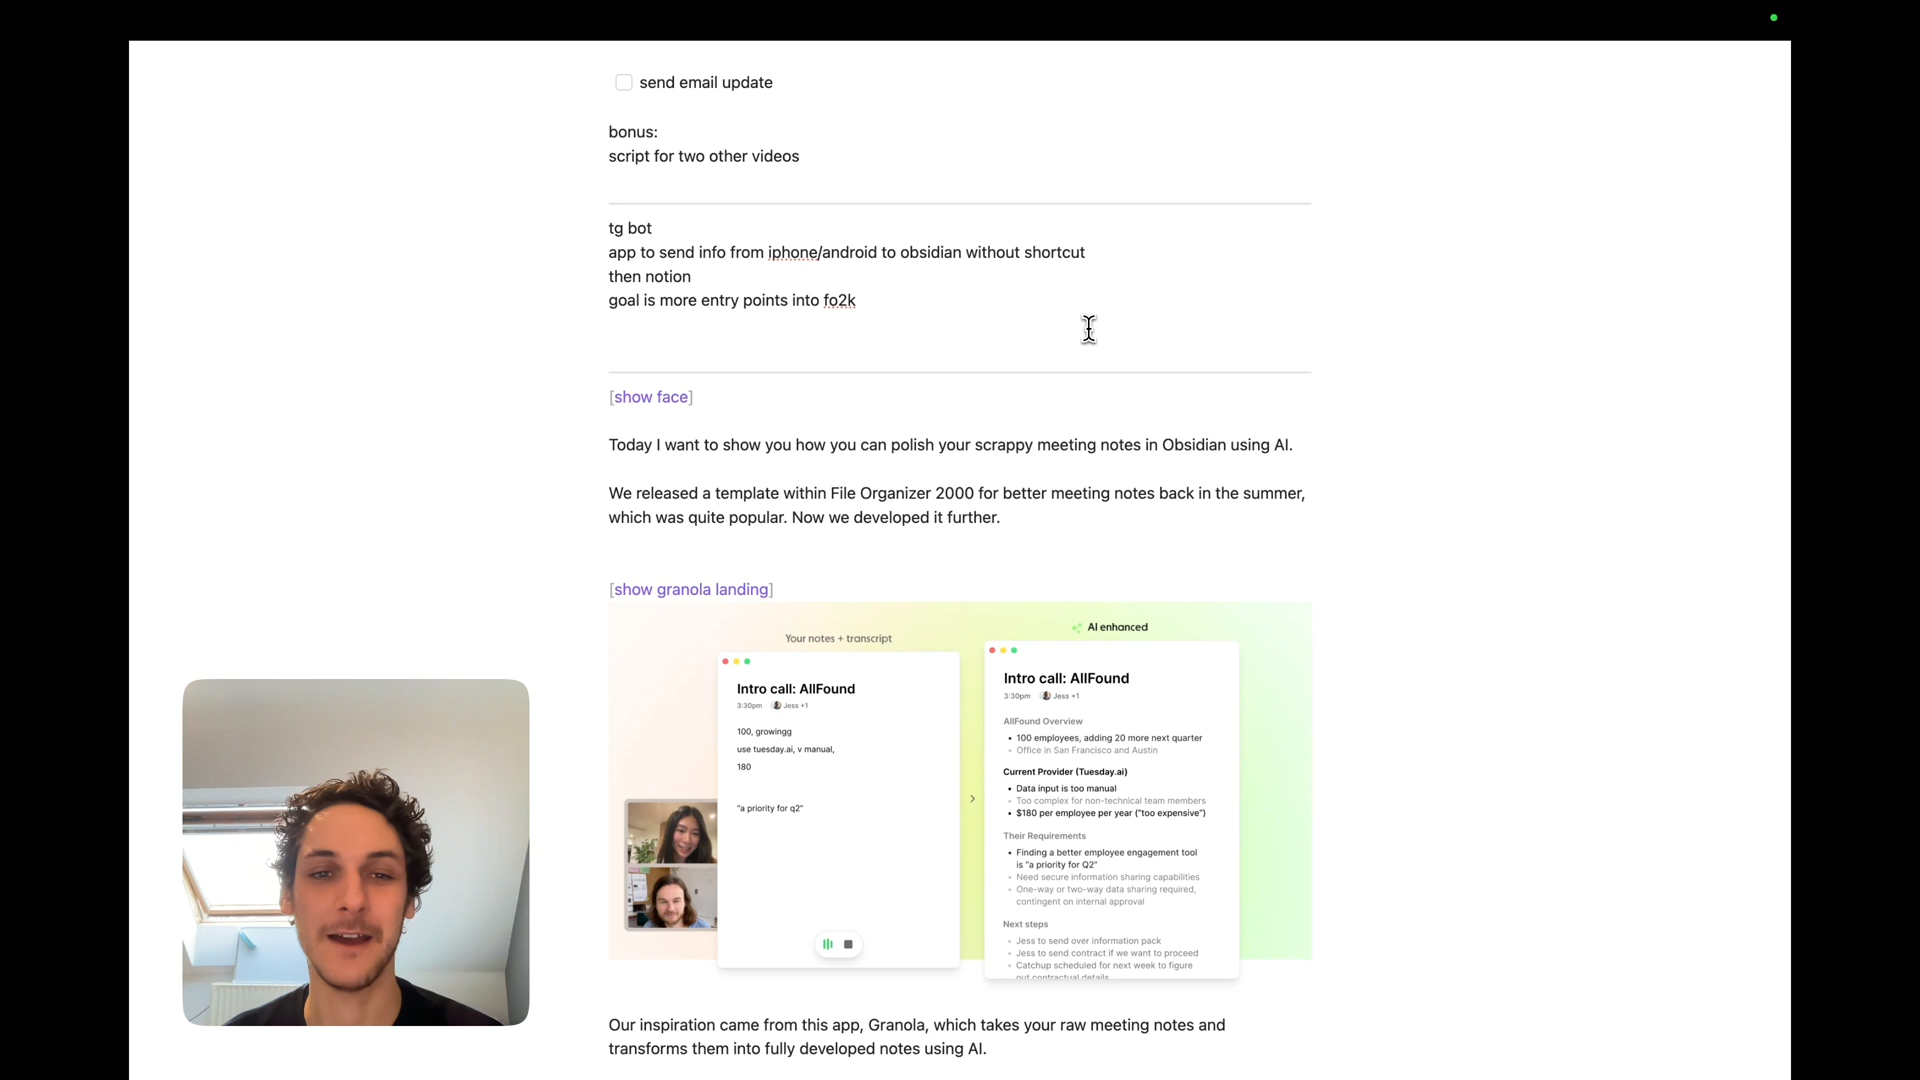 send email update
bonus:
script for two other videos
tg bot
app to send info from iphone/android to obsidian without shortcut
then notion
goal is more entry points into fo2k
[show face]
Today I want to show you how you can polish your scrappy meeting notes in Obsidian using AI.
We released a template within File Organizer 2000 for better meeting notes back in the summer,
which was quite popular. Now we developed it further.
[show granola landing]
Your notes + transcript
Intro call: AllFound
3:30pm Jess +1
100, growingg
use tuesday.ai, v manual,
180
"a priority for q2"
AI enhanced
Intro call: AllFound
3:30pm Jess +1
AllFound Overview
• 100 employees, adding 20 more next quarter
• Office in San Francisco and Austin
Current Provider (Tuesday.ai)
• Data input is too manual
• Too complex for non-technical team members
• $180 per employee per year ("too expensive")
Their Requirements
• Finding a better employee engagement tool
is "a priority for Q2"
• Need secure information sharing capabilities
• One-way or two-way data sharing required,
contingent on internal approval
Next steps
• Jess to send over information pack
• Jess to send contract if we want to proceed
• Catchup scheduled for next week to figure
out contractual details
Our inspiration came from this app, Granola, which takes your raw meeting notes and
transforms them into fully developed notes using AI.